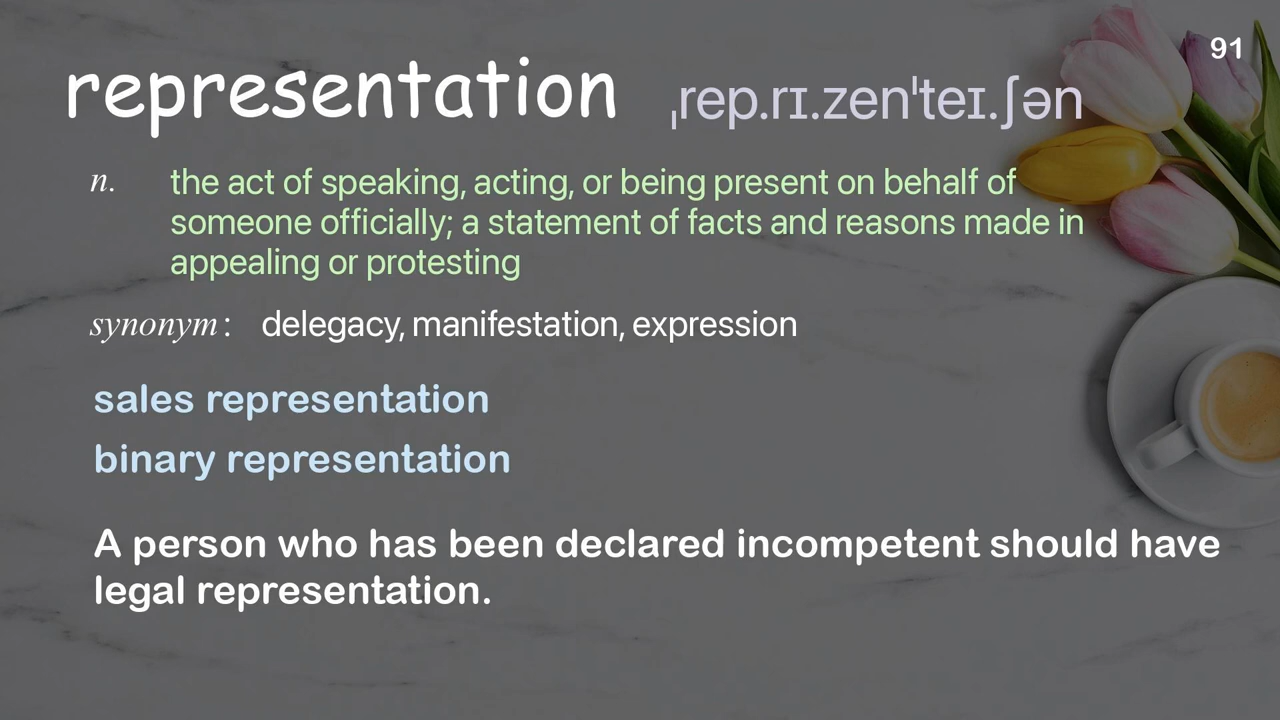 91
representation ˌrep.rɪ.zenˈteɪ.ʃən
n. the act of speaking, acting, or being present on behalf of
someone officially; a statement of facts and reasons made in
appealing or protesting
synonym: delegacy, manifestation, expression
sales representation
binary representation
A person who has been declared incompetent should have
legal representation.